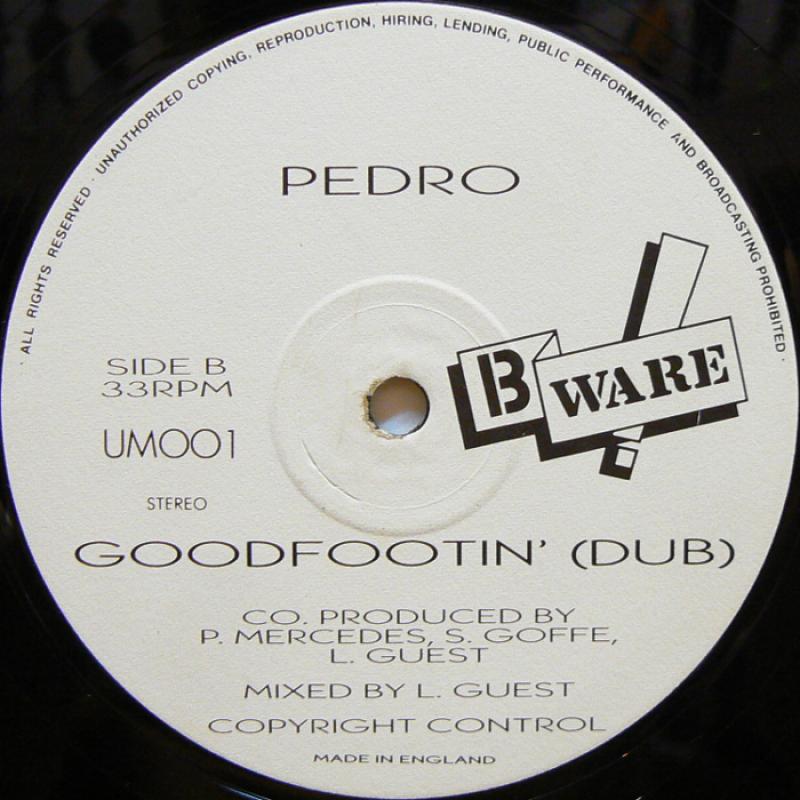 · ALL RIGHTS RESERVED · UNAUTHORIZED COPYING, REPRODUCTION, HIRING, LENDING, PUBLIC PERFORMANCE AND BROADCASTING PROHIBITED ·
PEDRO
B WARE
SIDE B
33RPM
UM001
STEREO
GOODFOOTIN' (DUB)
CO. PRODUCED BY
P. MERCEDES, S. GOFFE,
L. GUEST
MIXED BY L. GUEST
COPYRIGHT CONTROL
MADE IN ENGLAND